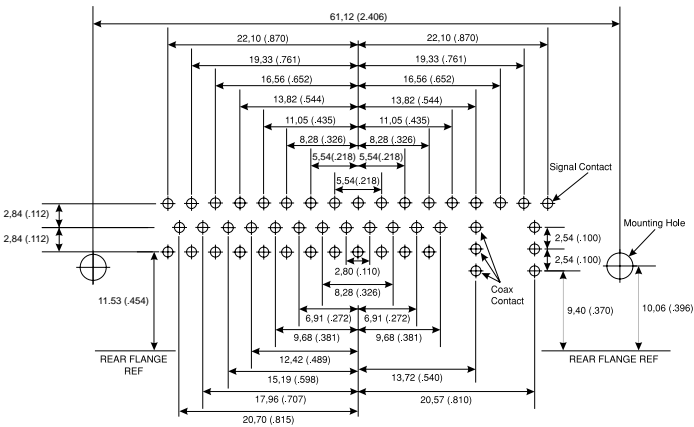 61,12 (2.406)
22,10 (.870) 22,10 (.870)
19,33 (.761) 19,33 (.761)
16,56 (.652) 16,56 (.652)
13,82 (.544) 13,82 (.544)
11,05 (.435) 11,05 (.435)
8,28 (.326) 8,28 (.326)
5,54(.218) 5,54(.218)
Signal Contact
5,54(.218)
2,84 (.112)
Mounting Hole
2,84 (.112)
2,54 (.100)
2,54 (.100)
2,80 (.110)
Coax
Contact
11.53 (.454)
8,28 (.326)
9,40 (.370)
10,06 (.396)
6,91 (.272) 6,91 (.272)
9,68 (.381) 9,68 (.381)
REAR FLANGE
REF
REAR FLANGE REF
12,42 (.489)
15,19 (.598)
13,72 (.540)
17,96 (.707)
20,57 (.810)
20,70 (.815)